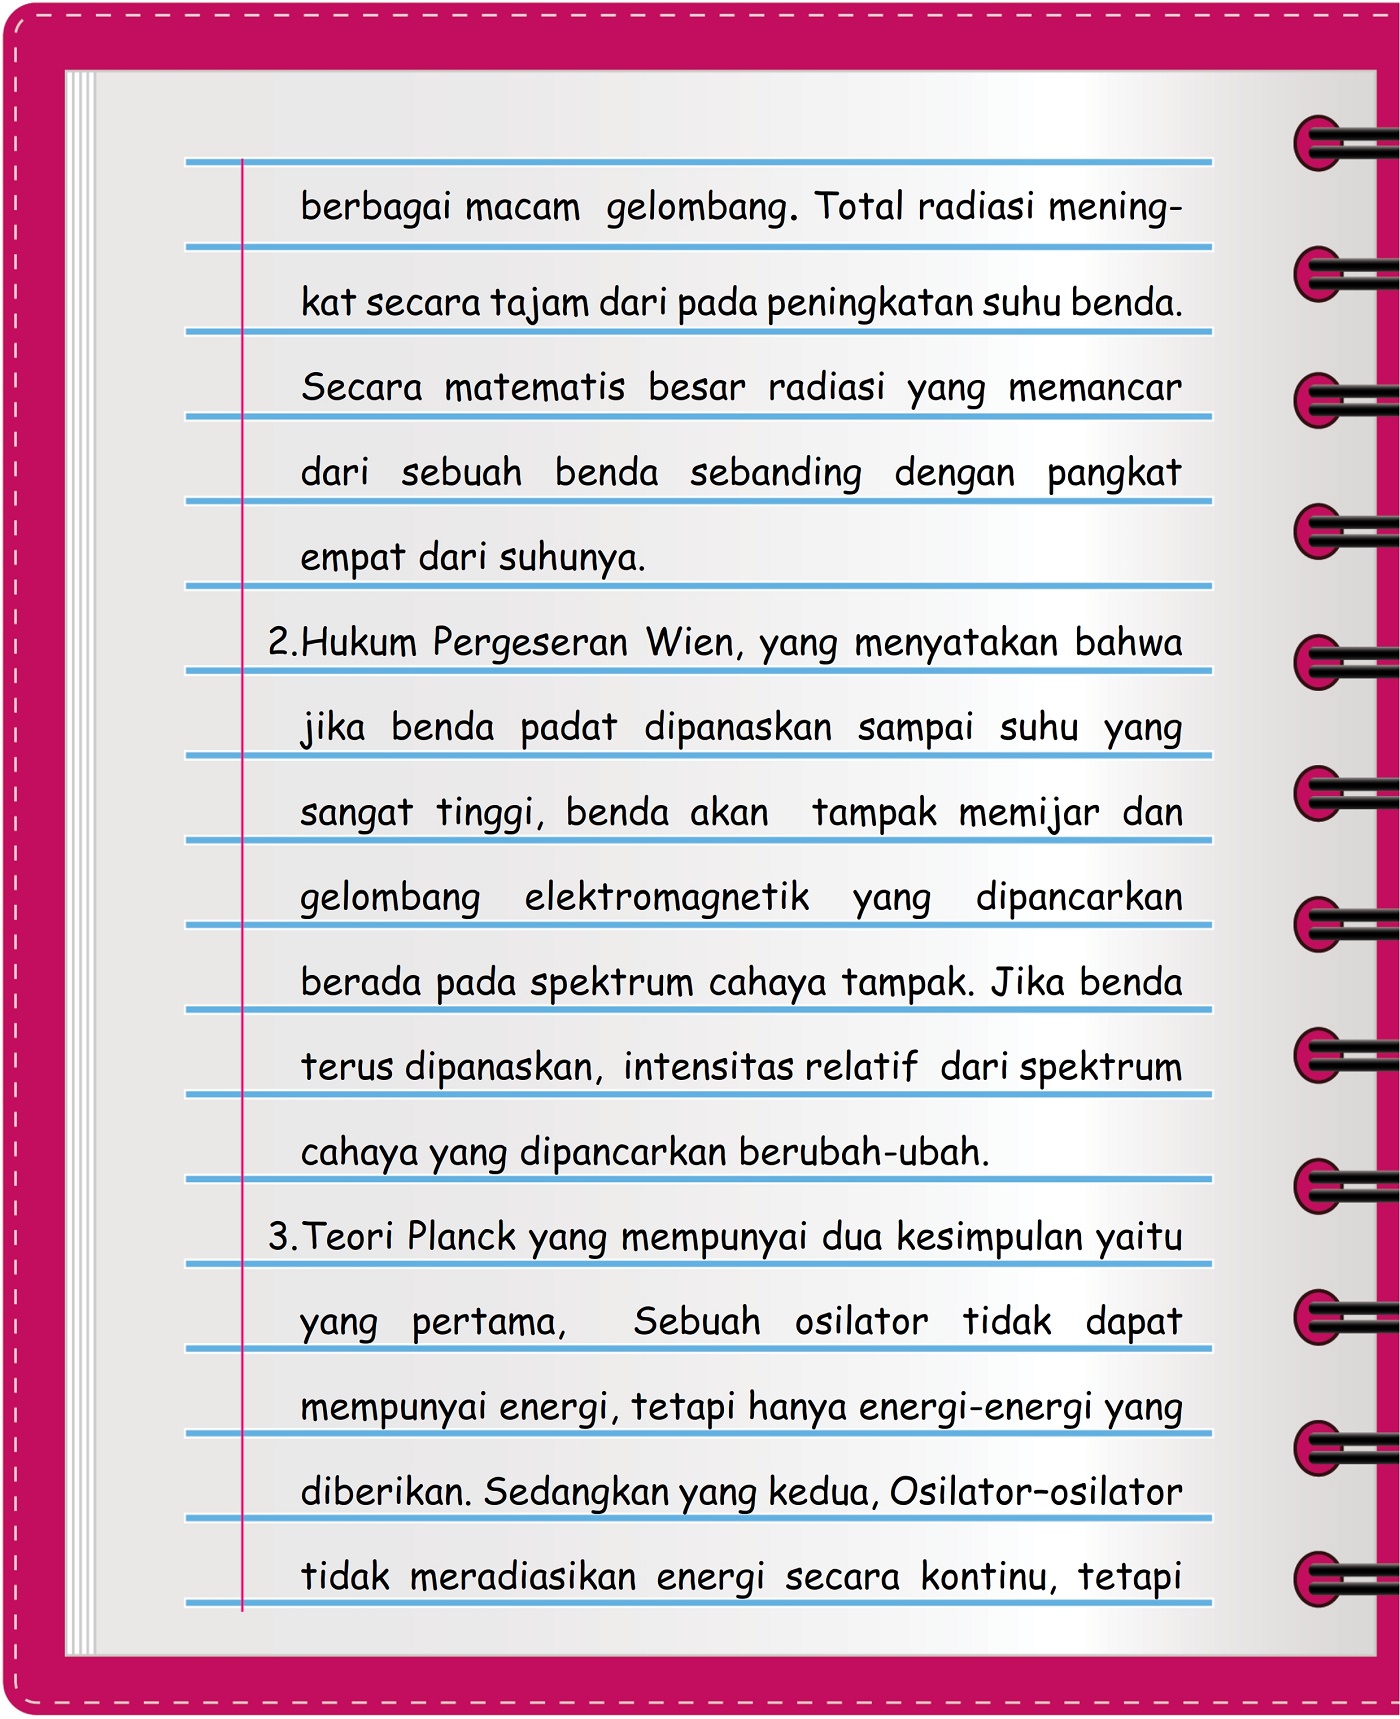 berbagai macam gelombang. Total radiasi mening-
kat secara tajam dari pada peningkatan suhu benda.
Secara matematis besar radiasi yang memancar
dari sebuah benda sebanding dengan pangkat
empat dari suhunya.
2.Hukum Pergeseran Wien, yang menyatakan bahwa
jika benda padat dipanaskan sampai suhu yang
sangat tinggi, benda akan tampak memijar dan
gelombang elektromagnetik yang dipancarkan
berada pada spektrum cahaya tampak. Jika benda
terus dipanaskan, intensitas relatif dari spektrum
cahaya yang dipancarkan berubah-ubah.
3.Teori Planck yang mempunyai dua kesimpulan yaitu
yang pertama, Sebuah osilator tidak dapat
mempunyai energi, tetapi hanya energi-energi yang
diberikan. Sedangkan yang kedua, Osilator–osilator
tidak meradiasikan energi secara kontinu, tetapi